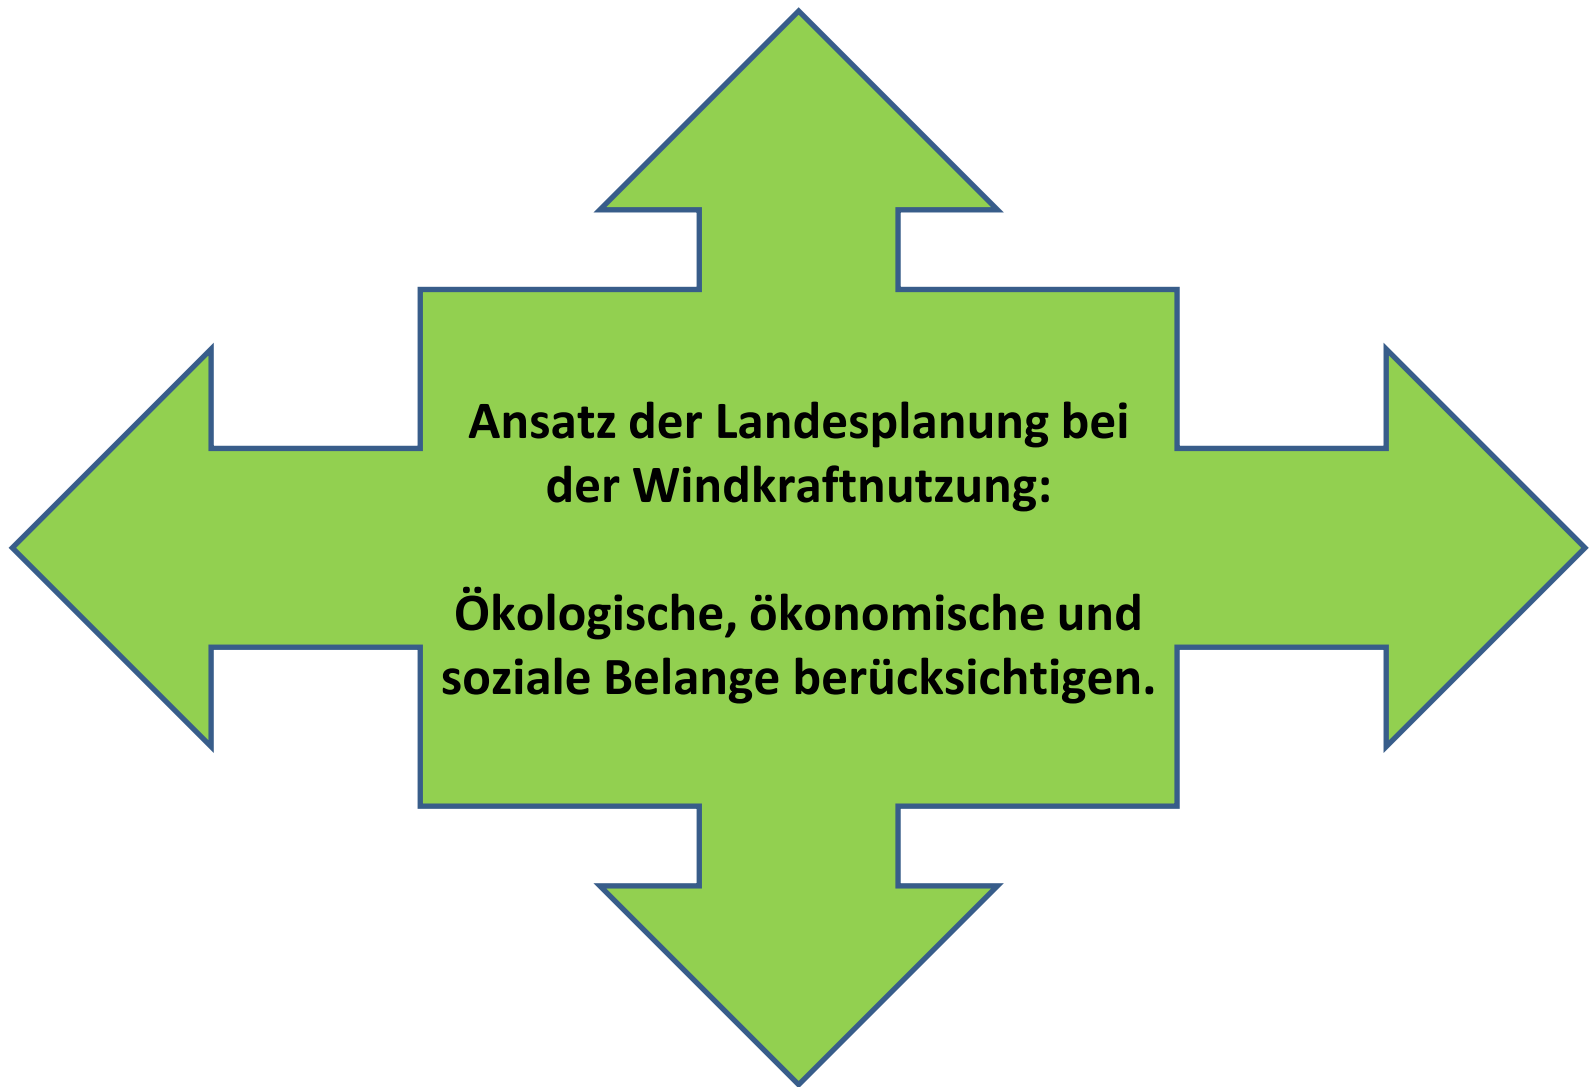 Ansatz der Landesplanung bei
der Windkraftnutzung:
Ökologische, ökonomische und
soziale Belange berücksichtigen.